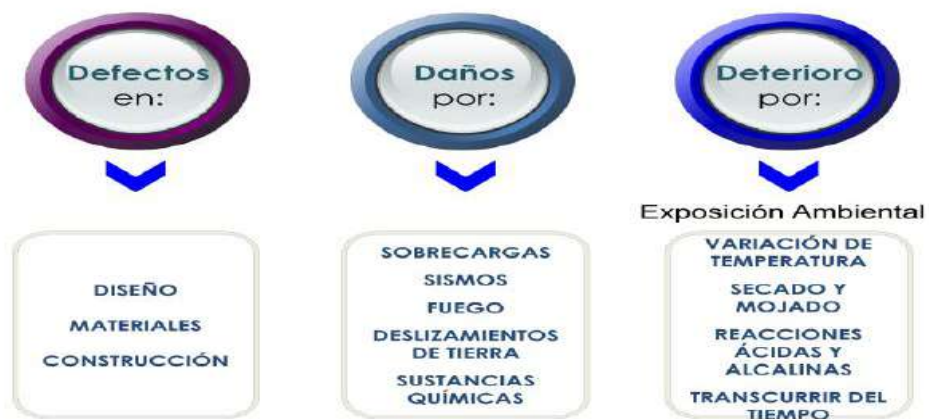 Defectos
en:
DISEÑO
MATERIALES
CONSTRUCCIÓN
Daños
por:
SOBRECARGAS
SISMOS
FUEGO
DESLIZAMIENTOS
DE TIERRA
SUSTANCIAS
QUÍMICAS
Deterioro
por:
Exposición Ambiental
VARIACIÓN DE
TEMPERATURA
SECADO Y
MOJADO
REACCIONES
ÁCIDAS Y
ALCALINAS
TRANSCURRIR DEL
TIEMPO